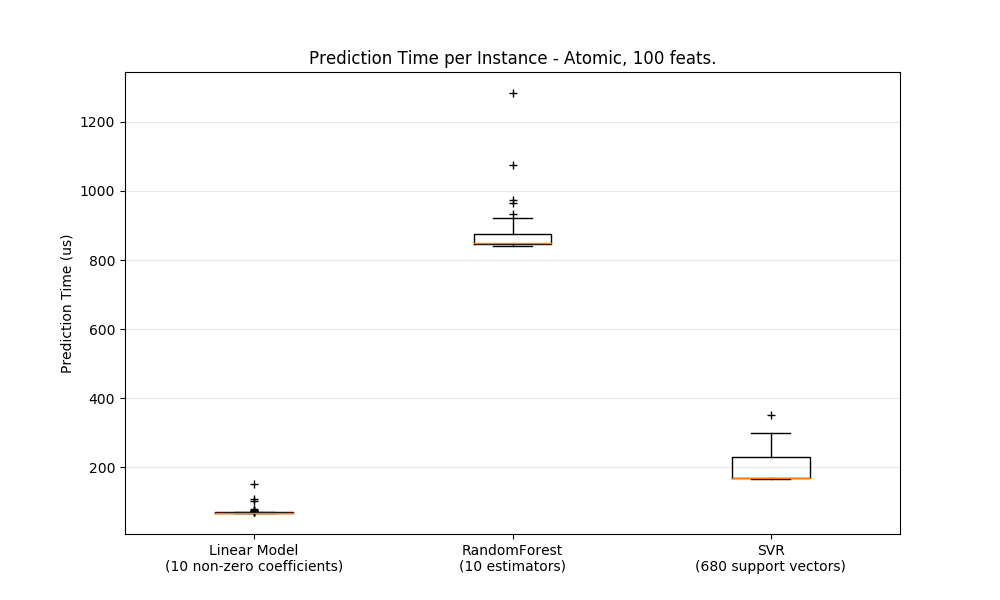 Prediction Time per Instance - Atomic, 100 feats.
1200
1000
800
600
400
200
Prediction Time (us)
Linear Model
(10 non-zero coefficients)
RandomForest
(10 estimators)
SVR
(680 support vectors)